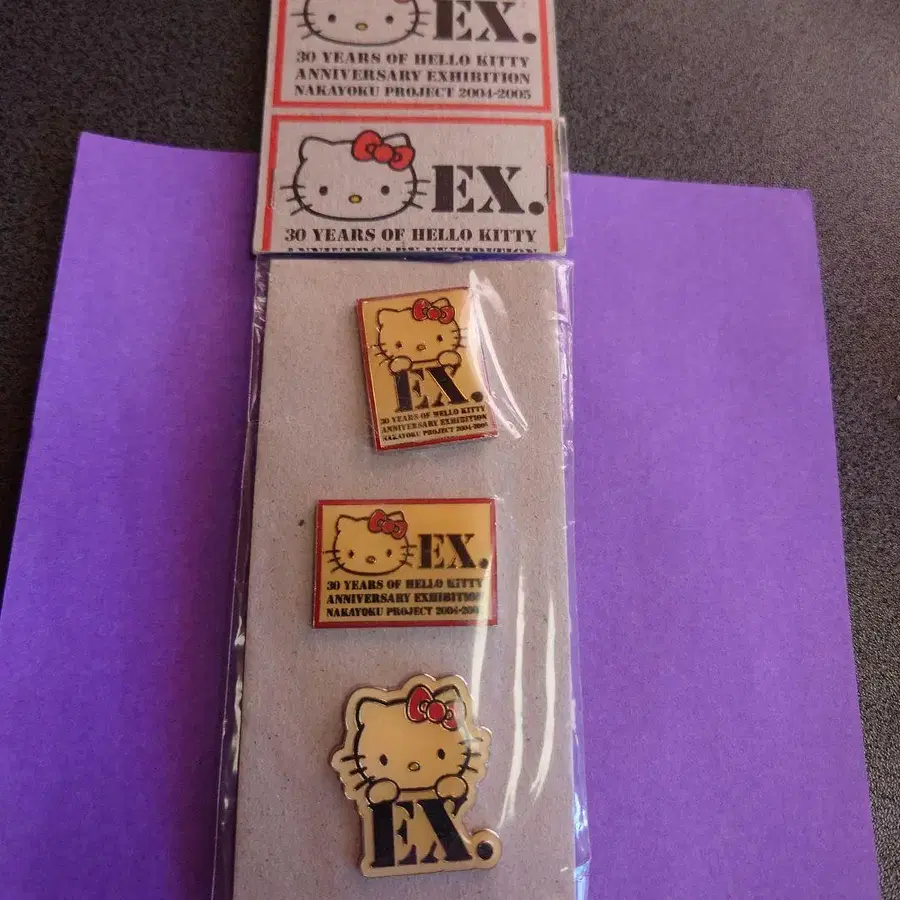 EX.
30 YEARS OF HELLO KITTY
ANNIVERSARY EXHIBITION
NAKAYOKU PROJECT 2004-2005
EX.
30 YEARS OF HELLO KITTY
ANNIVERSARY EXHIBITION
EX.
30 YEARS OF HELLO KITTY
ANNIVERSARY EXHIBITION
NAKAYOKU PROJECT 2004-2005
EX.
30 YEARS OF HELLO KITTY
ANNIVERSARY EXHIBITION
NAKAYOKU PROJECT
EX.